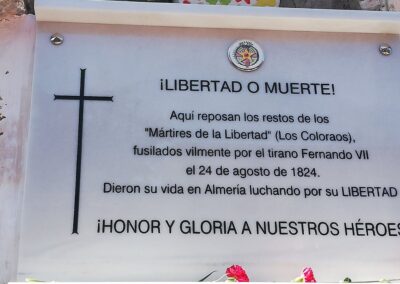 ¡LIBERTAD O MUERTE!
Aquí reposan los restos de los
"Mártires de la Libertad" (Los Coloraos),
fusilados vilmente por el tirano Fernando VII
el 24 de agosto de 1824.
Dieron su vida en Almería luchando por su LIBERTAD
¡HONOR Y GLORIA A NUESTROS HÉROES